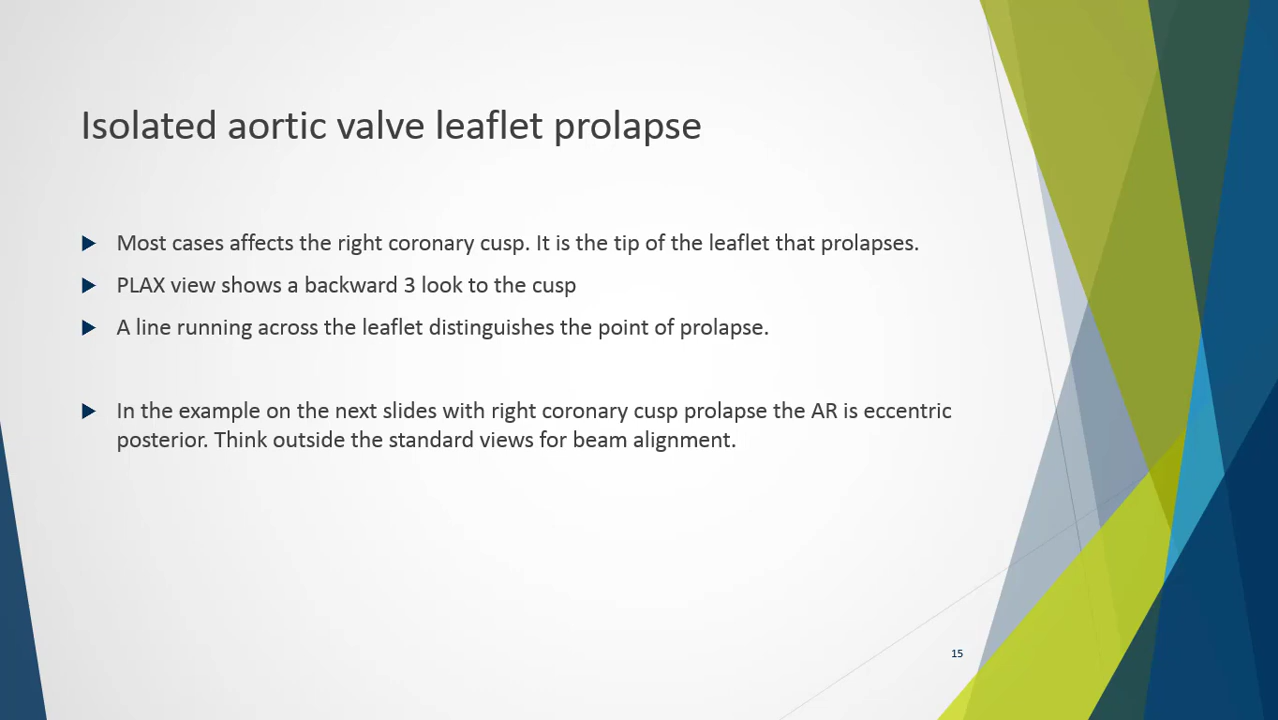 Isolated aortic valve leaflet prolapse
Most cases affects the right coronary cusp. It is the tip of the leaflet that prolapses.
PLAX view shows a backward 3 look to the cusp
A line running across the leaflet distinguishes the point of prolapse.
In the example on the next slides with right coronary cusp prolapse the AR is eccentric
posterior. Think outside the standard views for beam alignment.
15